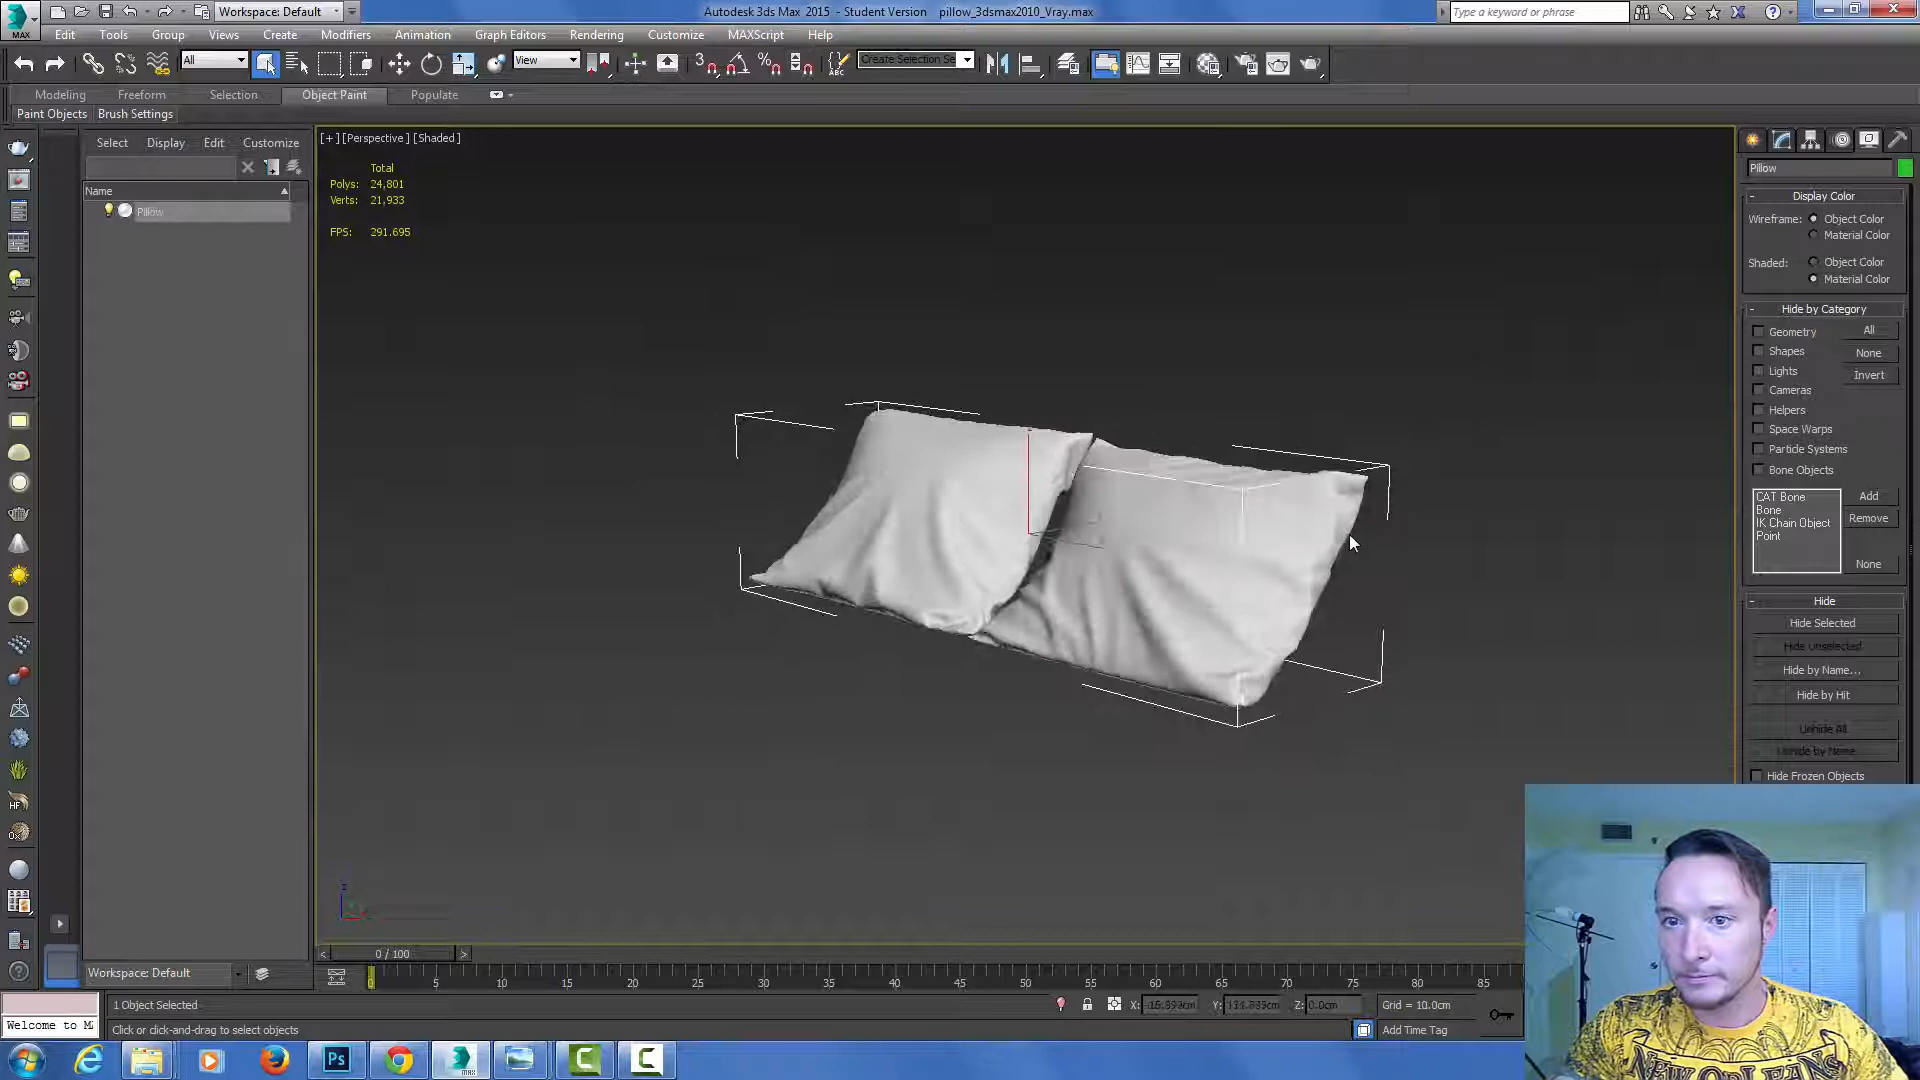 Workspace: Default
Autodesk 3ds Max 2015 - Student Version pillow_3dsmax2010_Vray.max
Type a keyword or phrase
MAX
Edit Tools Group Views Create Modifiers Animation Graph Editors Rendering Customize MAXScript Help
All
View
Create Selection Se
Modeling Freeform Selection Object Paint Populate
Paint Objects Brush Settings
Select Display Edit Customize
Name
Pillow
[+] [Perspective ] [Shaded ]
Total
Polys: 24,801
Verts: 21,933
FPS: 291.695
Pillow
Display Color
Wireframe: Object Color
Material Color
Shaded: Object Color
Material Color
Hide by Category
Geometry All
Shapes None
Lights Invert
Cameras
Helpers
Space Warps
Particle Systems
Bone Objects
CAT Bone
Bone
IK Chain Object
Point
Add
Remove
None
Hide
Hide Selected
Hide Unselected
Hide by Name...
Hide by Hit
Unhide All
Unhide by Name...
Hide Frozen Objects
0 / 100
Workspace: Default
0 5 10 15 20 25 30 35 40 45 50 55 60 65 70 75 80 85
1 Object Selected
X: Y: Z: 0.0cm
Grid = 10.0cm
Welcome to M
Click or click-and-drag to select objects
Add Time Tag
NEW ORLEANS